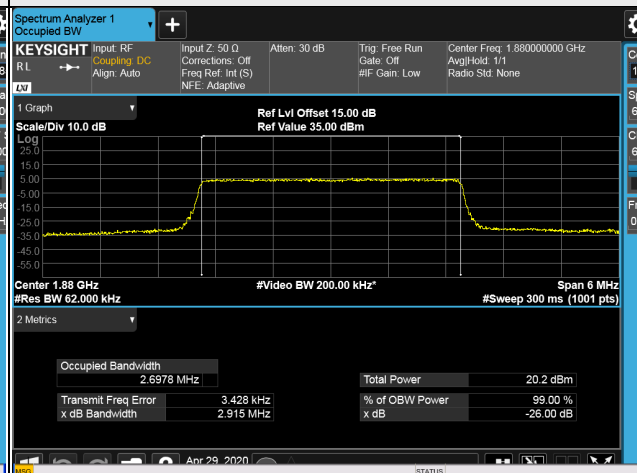 Spectrum Analyzer 1
Occupied BW
KEYSIGHT
RL
LXI
Input: RF
Coupling: DC
Align: Auto
Input Z: 50 Ω
Corrections: Off
Freq Ref: Int (S)
NFE: Adaptive
Atten: 30 dB
Trig: Free Run
Gate: Off
#IF Gain: Low
Center Freq: 1.880000000 GHz
Avg|Hold: 1/1
Radio Std: None
1 Graph
Scale/Div 10.0 dB
Ref Lvl Offset 15.00 dB
Ref Value 35.00 dBm
Log
25.0
15.0
5.00
-5.00
-15.0
-25.0
-35.0
-45.0
-55.0
Center 1.88 GHz
#Res BW 62.000 kHz
#Video BW 200.00 kHz*
Span 6 MHz
#Sweep 300 ms (1001 pts)
2 Metrics
Occupied Bandwidth
2.6978 MHz
Transmit Freq Error 3.428 kHz
x dB Bandwidth 2.915 MHz
Total Power 20.2 dBm
% of OBW Power 99.00 %
x dB -26.00 dB
Apr 29, 2020
MSG
STATUS